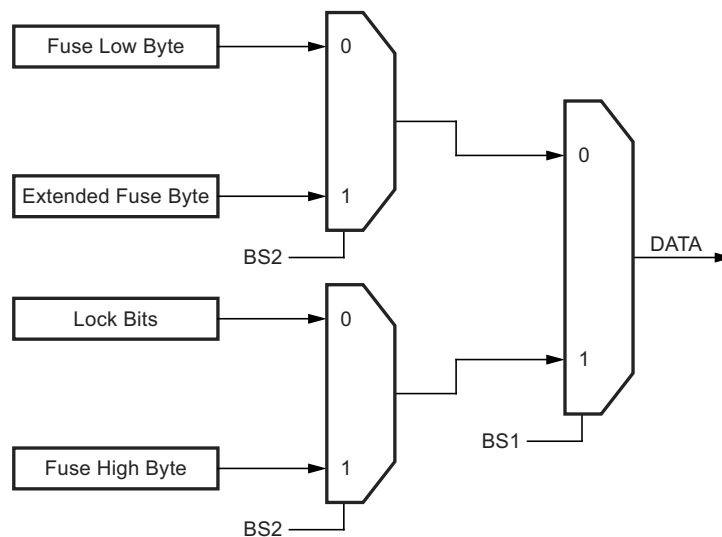 Fuse Low Byte
0
Extended Fuse Byte
1
BS2
0
DATA
Lock Bits
0
1
BS1
Fuse High Byte
1
BS2